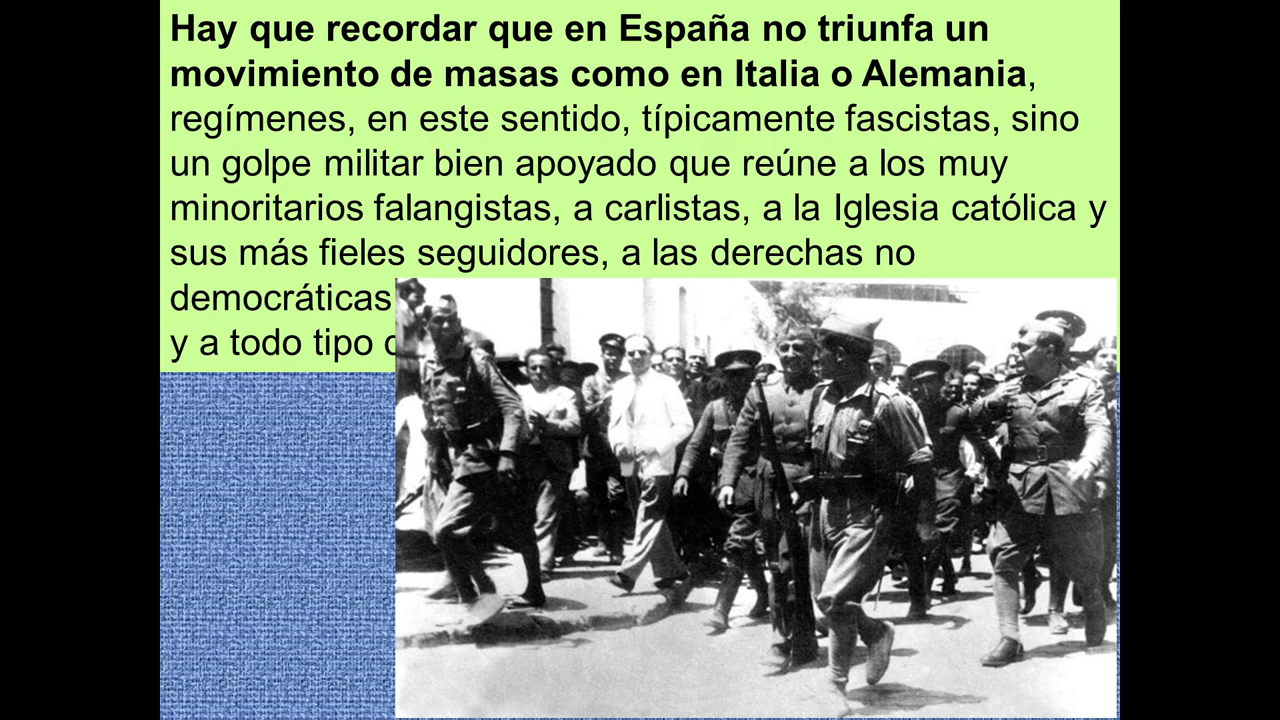 Hay que recordar que en España no triunfa un
movimiento de masas como en Italia o Alemania,
regímenes, en este sentido, típicamente fascistas, sino
un golpe militar bien apoyado que reúne a los muy
minoritarios falangistas, a carlistas, a la Iglesia católica y
sus más fieles seguidores, a las derechas no
democráticas
y a todo tipo